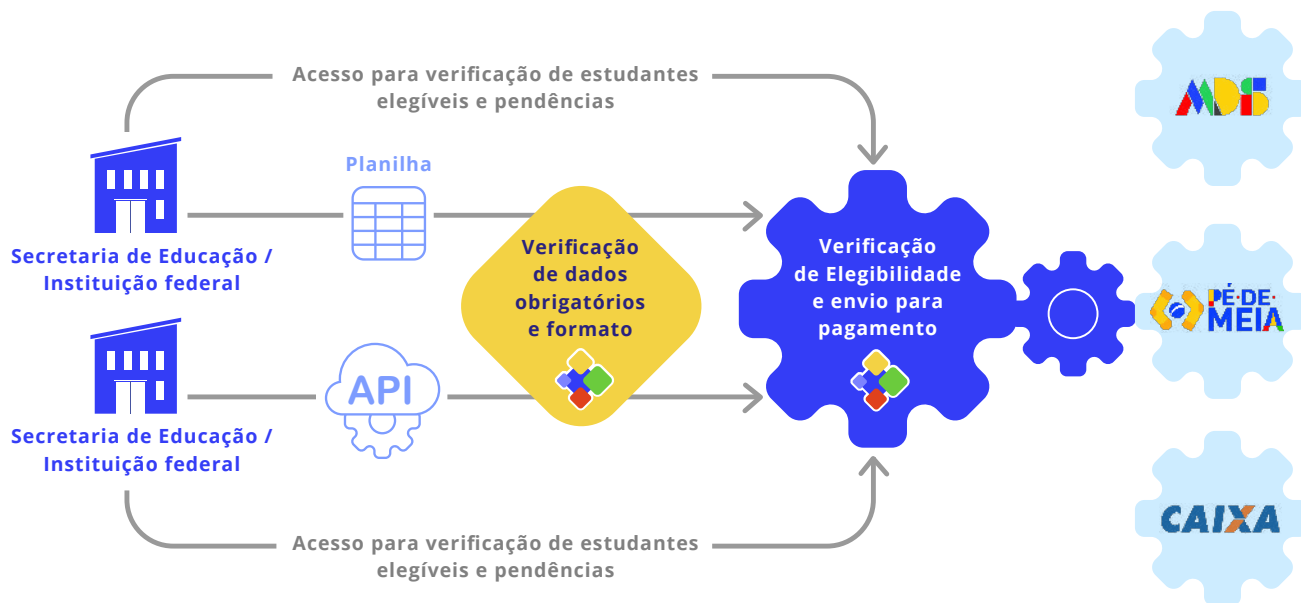 Acesso para verificação de estudantes
elegíveis e pendências
MDS
Planilha
Secretaria de Educação /
Instituição federal
Verificação
de dados
obrigatórios
e formato
Verificação
de Elegibilidade
e envio para
pagamento
PÉ·DE·
MEIA
API
Secretaria de Educação /
Instituição federal
CAIXA
Acesso para verificação de estudantes
elegíveis e pendências